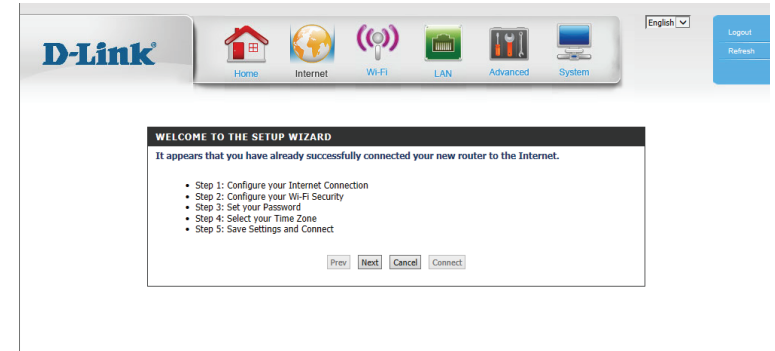 D-Link
Home
Internet
Wi-Fi
LAN
Advanced
System
English
Logout
Refresh
WELCOME TO THE SETUP WIZARD
It appears that you have already successfully connected your new router to the Internet.
• Step 1: Configure your Internet Connection
• Step 2: Configure your Wi-Fi Security
• Step 3: Set your Password
• Step 4: Select your Time Zone
• Step 5: Save Settings and Connect
Prev Next Cancel Connect